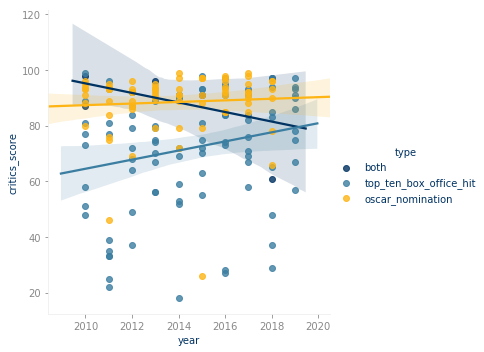 120
100
80
60
40
20
critics_score
2010
2012
2014
2016
2018
2020
year
type
both
top_ten_box_office_hit
oscar_nomination